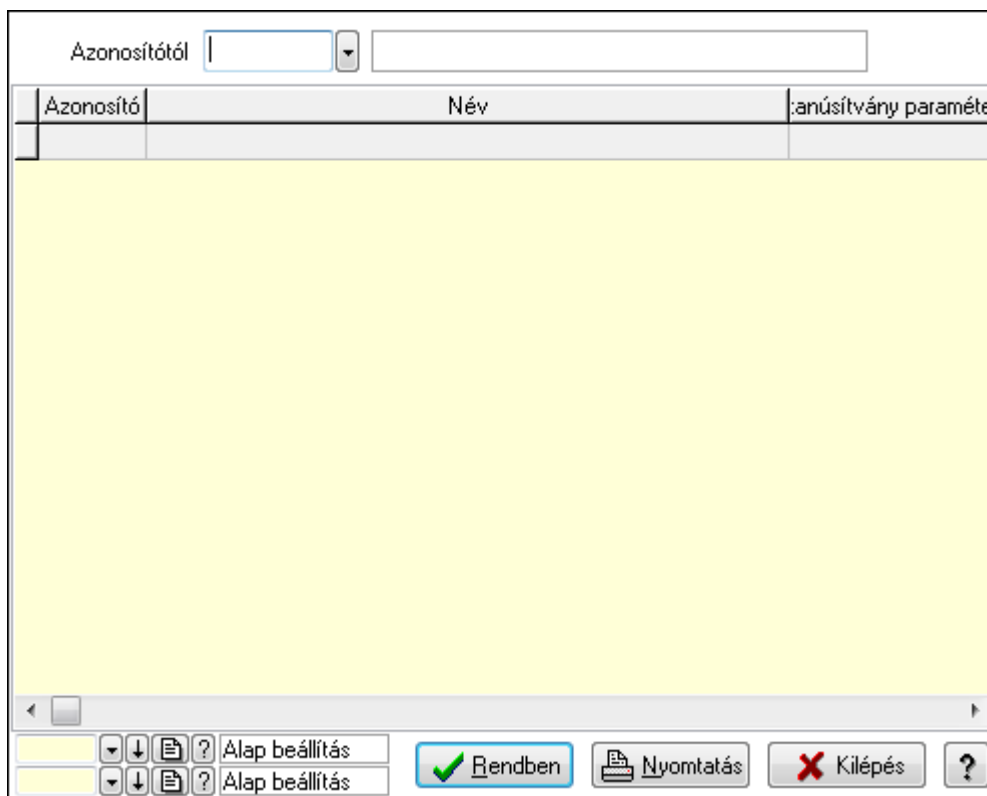 Azonosítótól
Azonosító Név tanúsítvány paraméte
? Alap beállítás
? Alap beállítás
Rendben Nyomtatás Kilépés ?